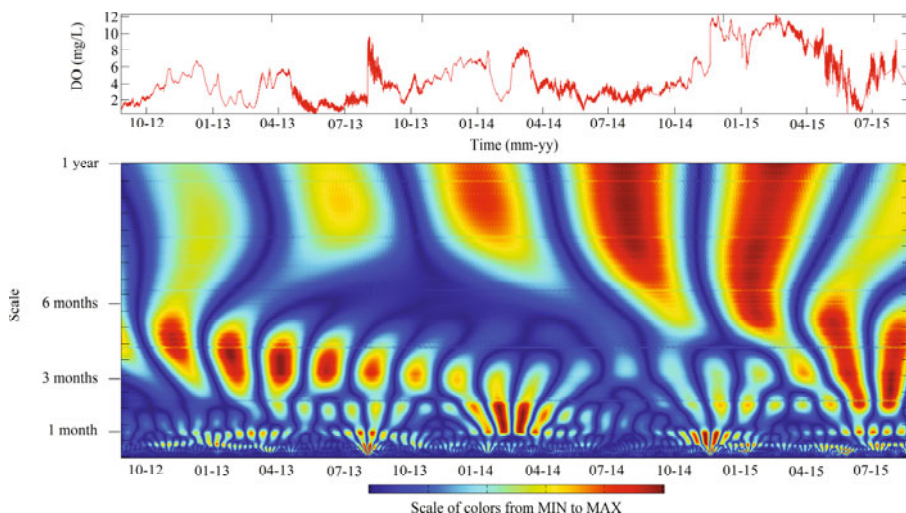 12
10
8
6
4
2
DO (mg/L)
10-12 01-13 04-13 07-13 10-13 01-14 04-14 07-14 10-14 01-15 04-15 07-15
Time (mm-yy)
1 year
6 months
3 months
1 month
Scale
10-12 01-13 04-13 07-13 10-13 01-14 04-14 07-14 10-14 01-15 04-15 07-15
Scale of colors from MIN to MAX